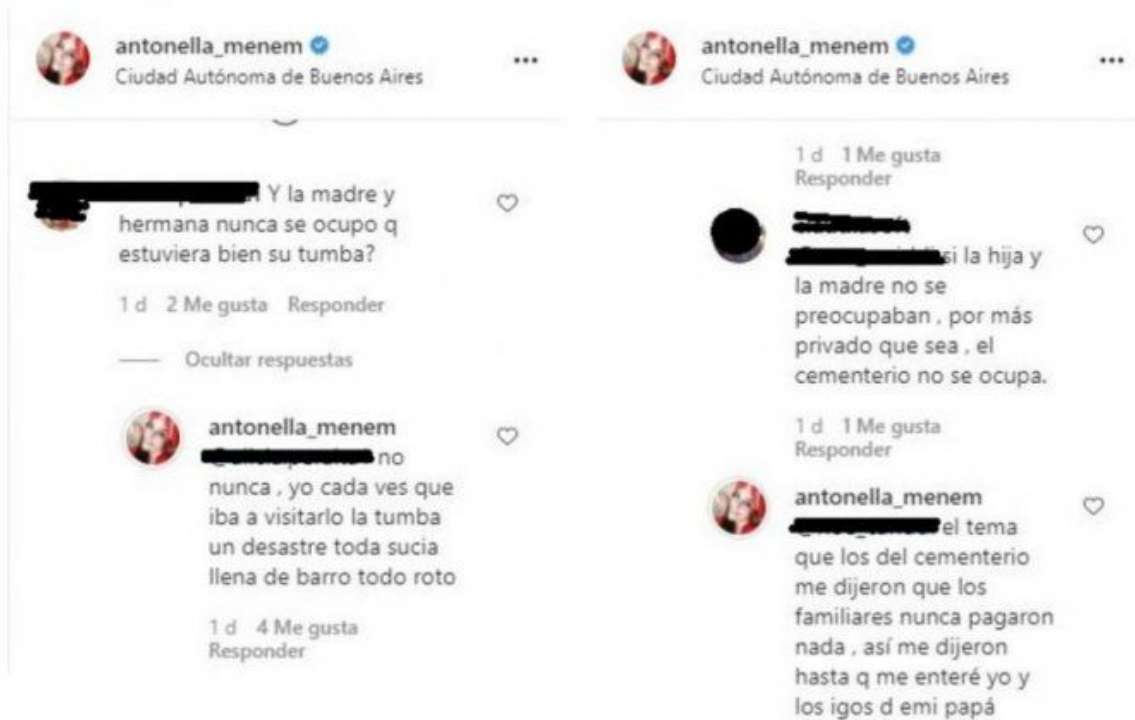 antonella_menem
Ciudad Autónoma de Buenos Aires
Y la madre y
hermana nunca se ocupo q
estuviera bien su tumba?
1 d 2 Me gusta Responder
Ocultar respuestas
antonella_menem
no
nunca , yo cada ves que
iba a visitarlo la tumba
un desastre toda sucia
llena de barro todo roto
1 d 4 Me gusta
Responder
antonella_menem
Ciudad Autónoma de Buenos Aires
1 d 1 Me gusta
Responder
si la hija y
la madre no se
preocupaban , por más
privado que sea , el
cementerio no se ocupa.
1 d 1 Me gusta
Responder
antonella_menem
el tema
que los del cementerio
me dijeron que los
familiares nunca pagaron
nada , así me dijeron
hasta q me enteré yo y
los igos d emi papá